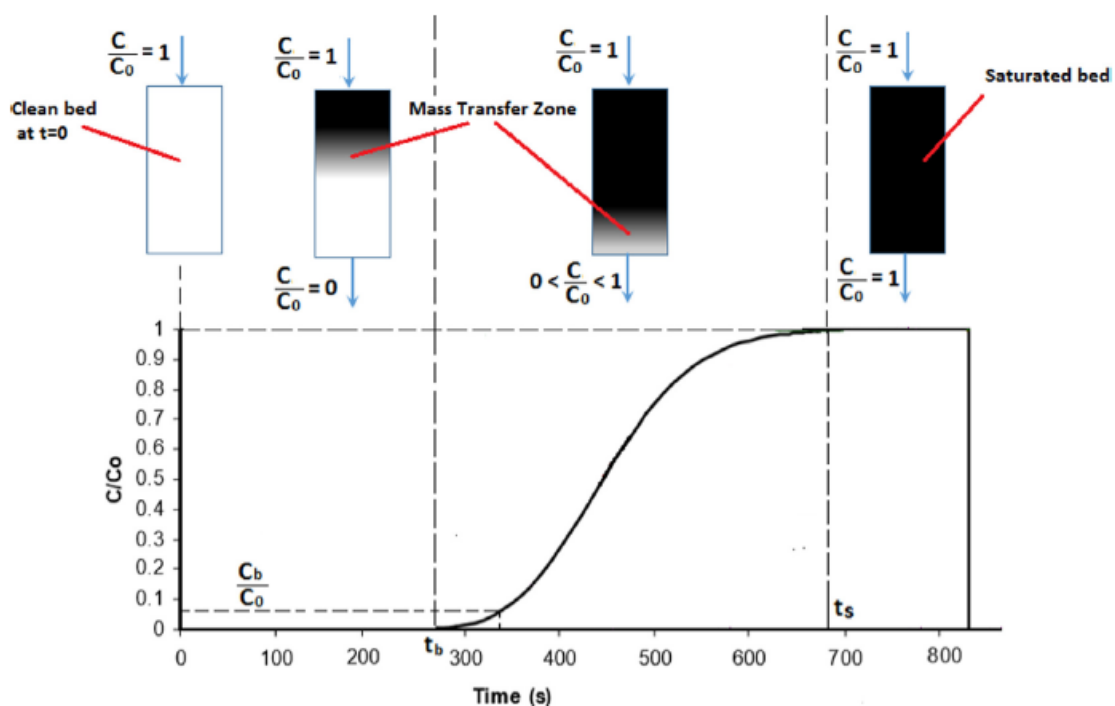 C/C₀ = 1
C/C₀ = 1
C/C₀ = 1
C/C₀ = 1
Clean bed
at t=0
Mass Transfer Zone
Saturated bed
C/C₀ = 0
0 < C/C₀ < 1
C/C₀ = 1
1
0.9
0.8
0.7
0.6
0.5
0.4
0.3
0.2
0.1
0
C/Co
Cb/C₀
tb
ts
0 100 200 300 400 500 600 700 800
Time (s)